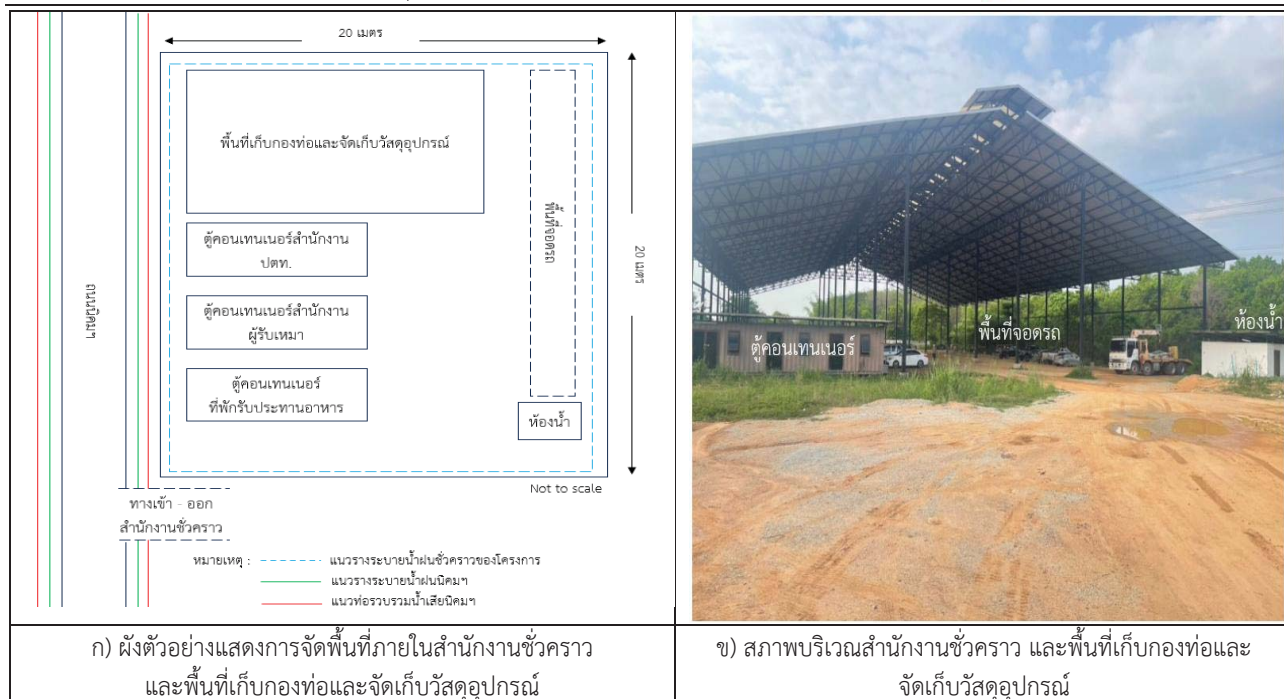 20 เมตร
พื้นที่เก็บกองท่อและจัดเก็บวัสดุอุปกรณ์
พื้นที่จอดรถ
ตู้คอนเทนเนอร์สำนักงาน
ปตท.
20 เมตร
ถนนนิคมฯ
ตู้คอนเทนเนอร์สำนักงาน
ผู้รับเหมา
ตู้คอนเทนเนอร์
ที่พักรับประทานอาหาร
ห้องน้ำ
Not to scale
ทางเข้า - ออก
สำนักงานชั่วคราว
หมายเหตุ :
แนวรางระบายน้ำฝนชั่วคราวของโครงการ
แนวรางระบายน้ำฝนนิคมฯ
แนวท่อรวบรวมน้ำเสียนิคมฯ
ตู้คอนเทนเนอร์
พื้นที่จอดรถ
ห้องน้ำ
ก) ผังตัวอย่างแสดงการจัดพื้นที่ภายในสำนักงานชั่วคราว
และพื้นที่เก็บกองท่อและจัดเก็บวัสดุอุปกรณ์
ข) สภาพบริเวณสำนักงานชั่วคราว และพื้นที่เก็บกองท่อและ
จัดเก็บวัสดุอุปกรณ์